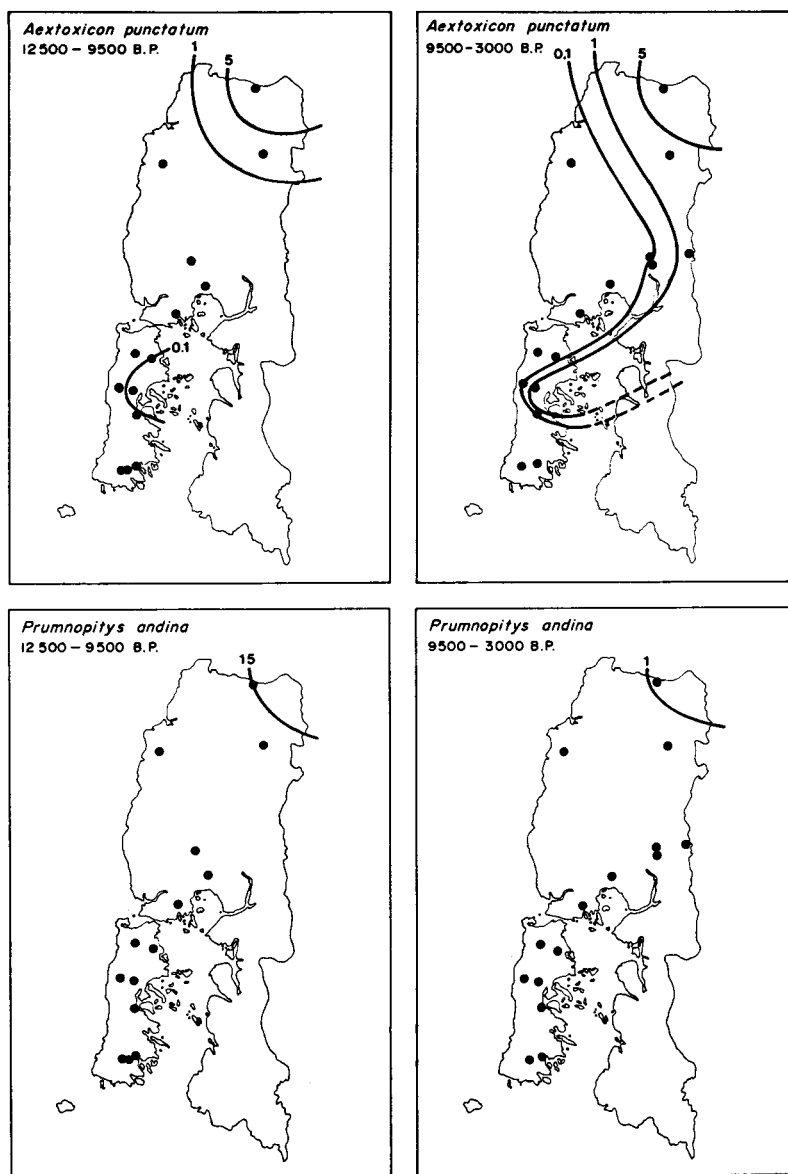 Aextoxicon punctatum
12500 – 9500 B.P.
1
5
0.1
Aextoxicon punctatum
9500 – 3000 B.P.
0.1
1
5
Prumnopitys andina
12500 – 9500 B.P.
15
Prumnopitys andina
9500 – 3000 B.P.
1